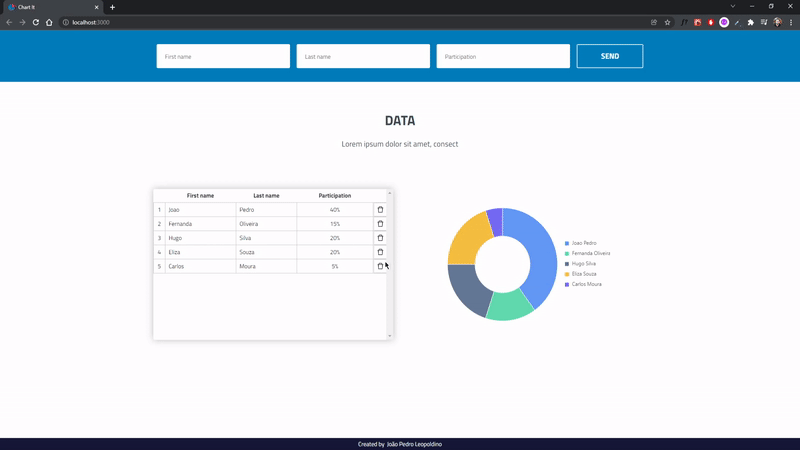 Chart It
localhost:3000
First name Last name Participation SEND
DATA
Lorem ipsum dolor sit amet, consect
First name Last name Participation
1 Joao Pedro 40%
2 Fernanda Oliveira 15%
3 Hugo Silva 20%
4 Eliza Souza 20%
5 Carlos Moura 5%
Joao Pedro
Fernanda Oliveira
Hugo Silva
Eliza Souza
Carlos Moura
Created by João Pedro Leopoldino